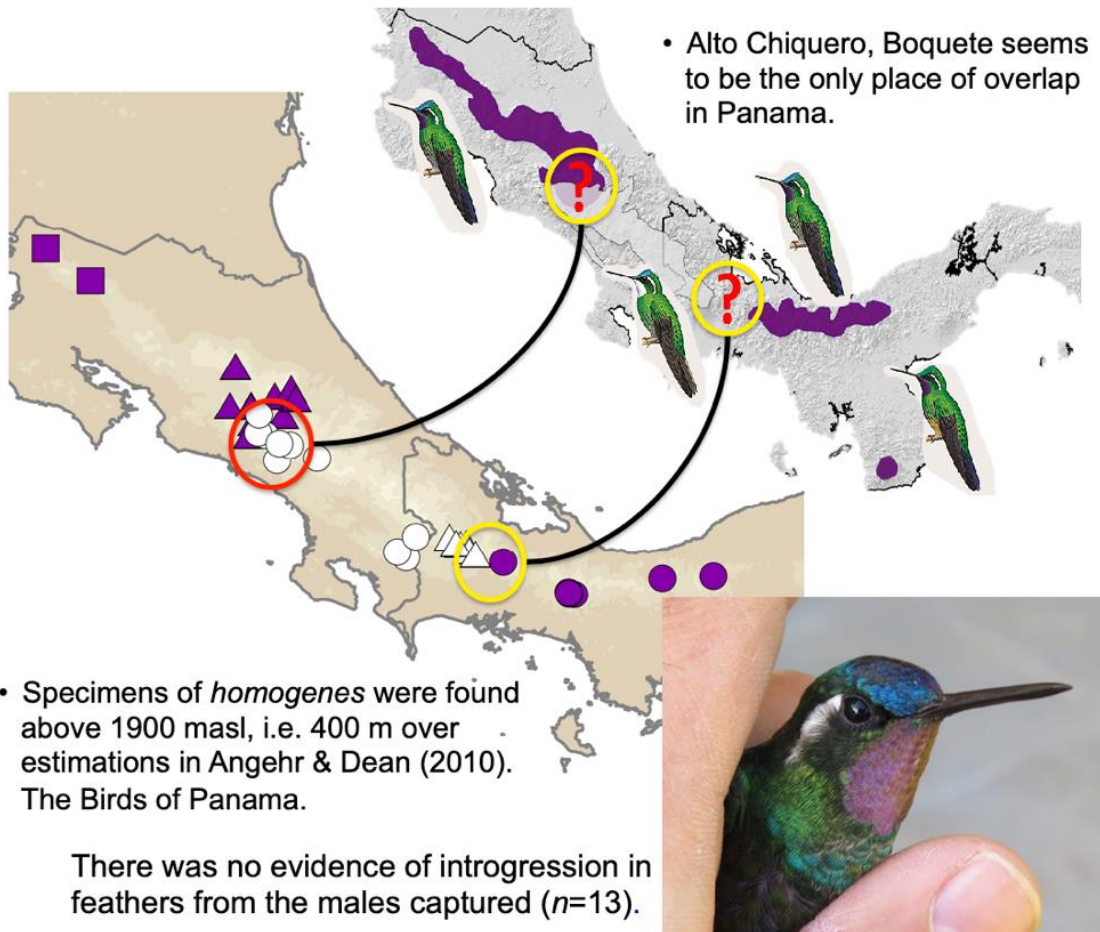 • Alto Chiquero, Boquete seems
to be the only place of overlap
in Panama.
?
?
• Specimens of homogenes were found
above 1900 masl, i.e. 400 m over
estimations in Angehr & Dean (2010).
The Birds of Panama.
There was no evidence of introgression in
feathers from the males captured (n=13).